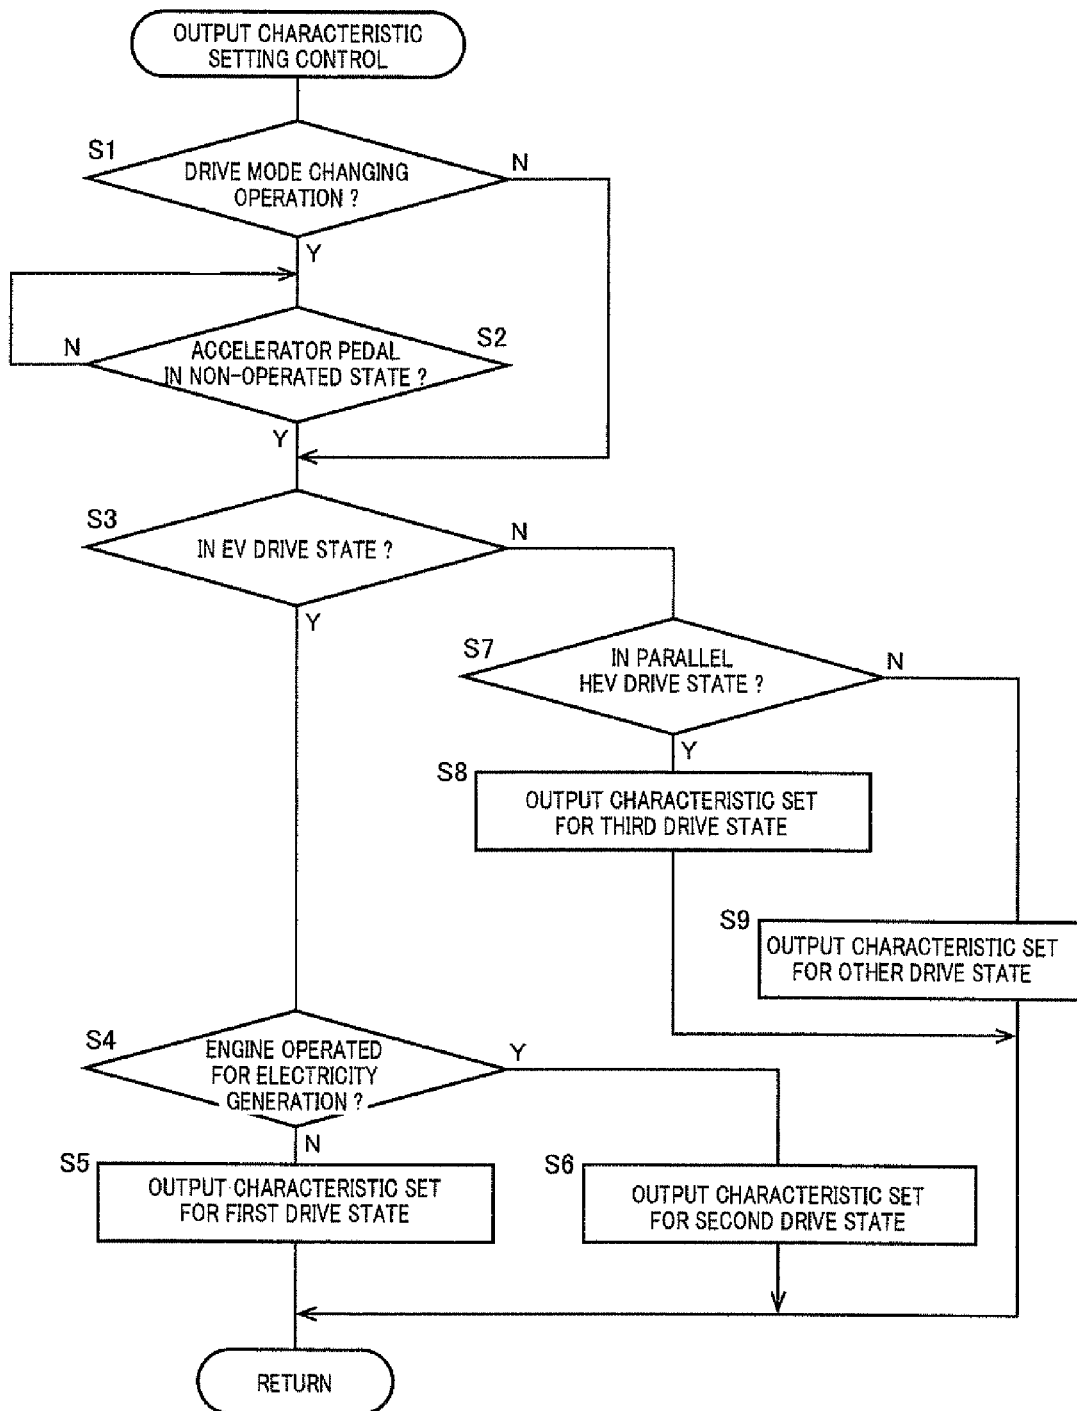 OUTPUT CHARACTERISTIC
SETTING CONTROL
S1
DRIVE MODE CHANGING
OPERATION ?
N
Y
S2
ACCELERATOR PEDAL
IN NON-OPERATED STATE ?
N
Y
S3
IN EV DRIVE STATE ?
N
Y
S7
IN PARALLEL
HEV DRIVE STATE ?
N
Y
S8
OUTPUT CHARACTERISTIC SET
FOR THIRD DRIVE STATE
S9
OUTPUT CHARACTERISTIC SET
FOR OTHER DRIVE STATE
S4
ENGINE OPERATED
FOR ELECTRICITY
GENERATION ?
Y
N
S5
OUTPUT CHARACTERISTIC SET
FOR FIRST DRIVE STATE
S6
OUTPUT CHARACTERISTIC SET
FOR SECOND DRIVE STATE
RETURN